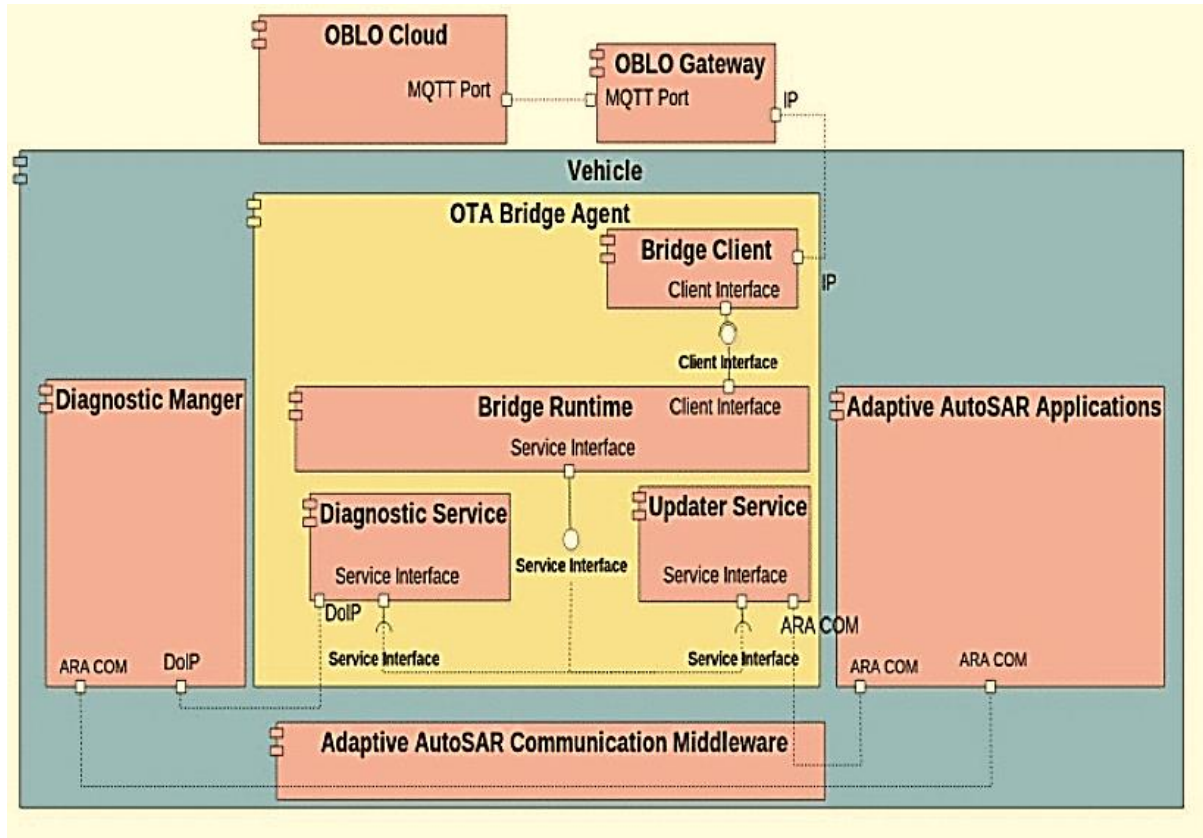 OBLO Cloud
MQTT Port
OBLO Gateway
MQTT Port
IP
Vehicle
OTA Bridge Agent
Bridge Client
Client Interface
IP
Client Interface
Diagnostic Manger
Bridge Runtime
Client Interface
Service Interface
Adaptive AutoSAR Applications
Diagnostic Service
Service Interface
DoIP
Service Interface
Updater Service
Service Interface
ARA COM
Service Interface
Service Interface
ARA COM
DoIP
ARA COM
ARA COM
Adaptive AutoSAR Communication Middleware